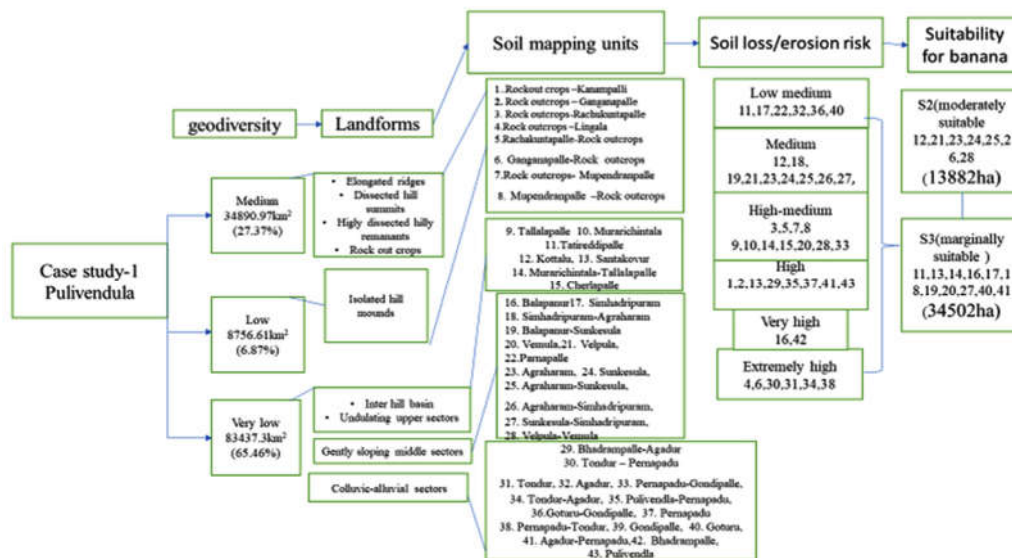 Soil mapping units
Soil loss/erosion risk
Suitability
for banana
geodiversity
Landforms
Case study-1
Pulivendula
Medium
34890.97km2
(27.37%)
Low
8756.61km2
(6.87%)
Very low
83437.3km2
(65.46%)
• Elongated ridges
• Dissected hill
summits
• Higly dissected hilly
remanants
• Rock out crops
Isolated hill
mounds
• Inter hill basin
• Undulating upper sectors
Gently sloping middle sectors
Colluvic-alluvial sectors
1.Rockout crops –Kanampalli
2. Rock outcrops –Ganganapalle
3. Rock outcrops-Rachukuntapalle
4.Rock outcrops –Lingala
5.Rachakuntapalle-Rock outcrops
6. Ganganapalle-Rock outcrops
7.Rock outcrops- Mupendranpalle
8. Mupendranpalle –Rock outcrops
9. Tallalapalle 10. Murarichintala
11.Tatireddipalle
12. Kottalu, 13. Santakovur
14. Murarichintala-Tallalapalle
15. Cherlapalle
16. Balapanur17. Simhadripuram
18. Simhadripuram-Agraharam
19. Balapanur-Sunkesula
20. Vemula,21. Velpula,
22.Parnapalle
23. Agraharam, 24. Sunkesula,
25. Agraharam-Sunkesula,
26. Agraharam-Simhadripuram,
27. Sunkesula-Simhadripuram,
28. Velpula-Vemula
29. Bhadrampalle-Agadur
30. Tondur – Pernapadu
31. Tondur, 32. Agadur, 33. Pernapadu-Gondipalle,
34. Tondur-Agadur, 35. Pulivendla-Pernapadu,
36.Goturu-Gondipalle, 37. Pernapadu
38. Pernapadu-Tondur, 39. Gondipalle, 40. Goturu,
41. Agadur-Pernapadu,42. Bhadrampalle,
43. Pulivendla
Low medium
11,17,22,32,36,40
Medium
12,18,
19,21,23,24,25,26,27,
High-medium
3,5,7,8
9,10,14,15,20,28,33
High
1,2,13,29,35,37,41,43
Very high
16,42
Extremely high
4,6,30,31,34,38
S2(moderately
suitable
12,21,23,24,25,2
6,28
(13882ha)
S3(marginally
suitable )
11,13,14,16,17,1
8,19,20,27,40,41
(34502ha)